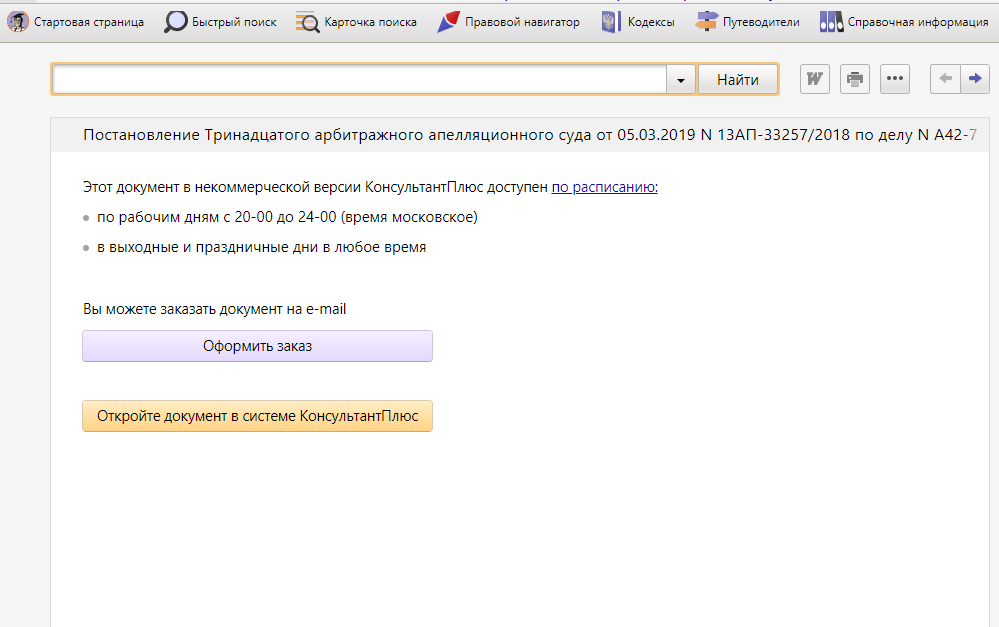 Стартовая страница Быстрый поиск Карточка поиска Правовой навигатор Кодексы Путеводители Справочная информация
Найти W
Постановление Тринадцатого арбитражного апелляционного суда от 05.03.2019 N 13АП-33257/2018 по делу N А42-7
Этот документ в некоммерческой версии КонсультантПлюс доступен по расписанию:
по рабочим дням с 20-00 до 24-00 (время московское)
в выходные и праздничные дни в любое время
Вы можете заказать документ на e-mail
Оформить заказ
Откройте документ в системе КонсультантПлюс